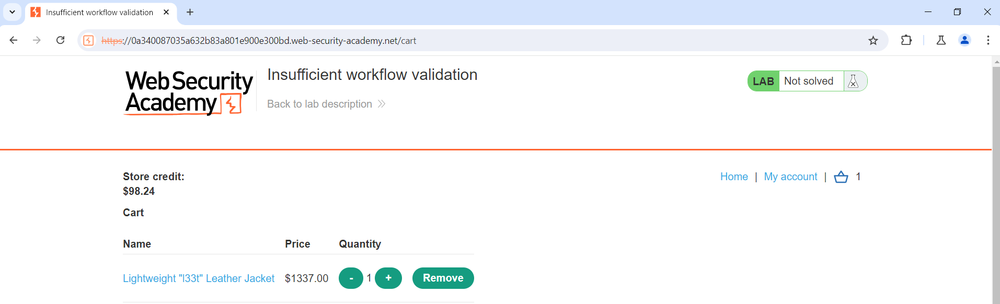 Insufficient workflow validation
https://0a340087035a632b83a801e900e300bd.web-security-academy.net/cart
Web Security
Academy
Insufficient workflow validation
Back to lab description
LAB Not solved
Store credit:
$98.24
Home | My account | 1
Cart
Name Price Quantity
Lightweight "l33t" Leather Jacket $1337.00 - 1 + Remove